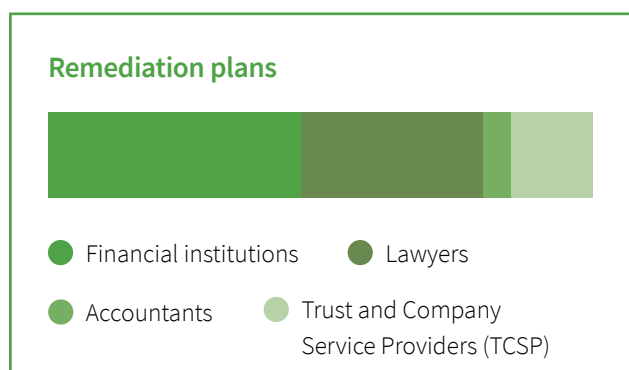 Remediation plans
Financial institutions
Lawyers
Accountants
Trust and Company
Service Providers (TCSP)